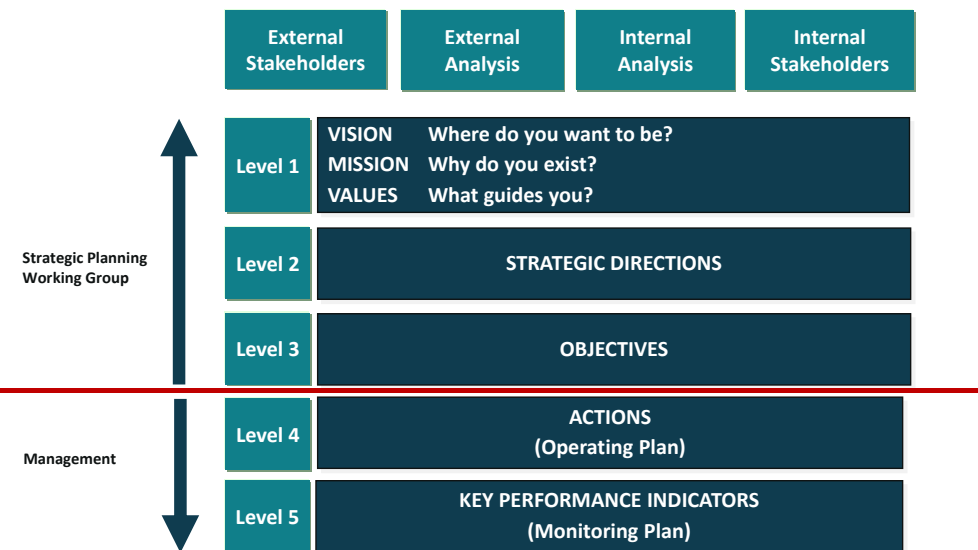 External
Stakeholders
External
Analysis
Internal
Analysis
Internal
Stakeholders
Level 1
VISION Where do you want to be?
MISSION Why do you exist?
VALUES What guides you?
Strategic Planning
Working Group
Level 2
STRATEGIC DIRECTIONS
Level 3
OBJECTIVES
Level 4
ACTIONS
(Operating Plan)
Management
Level 5
KEY PERFORMANCE INDICATORS
(Monitoring Plan)